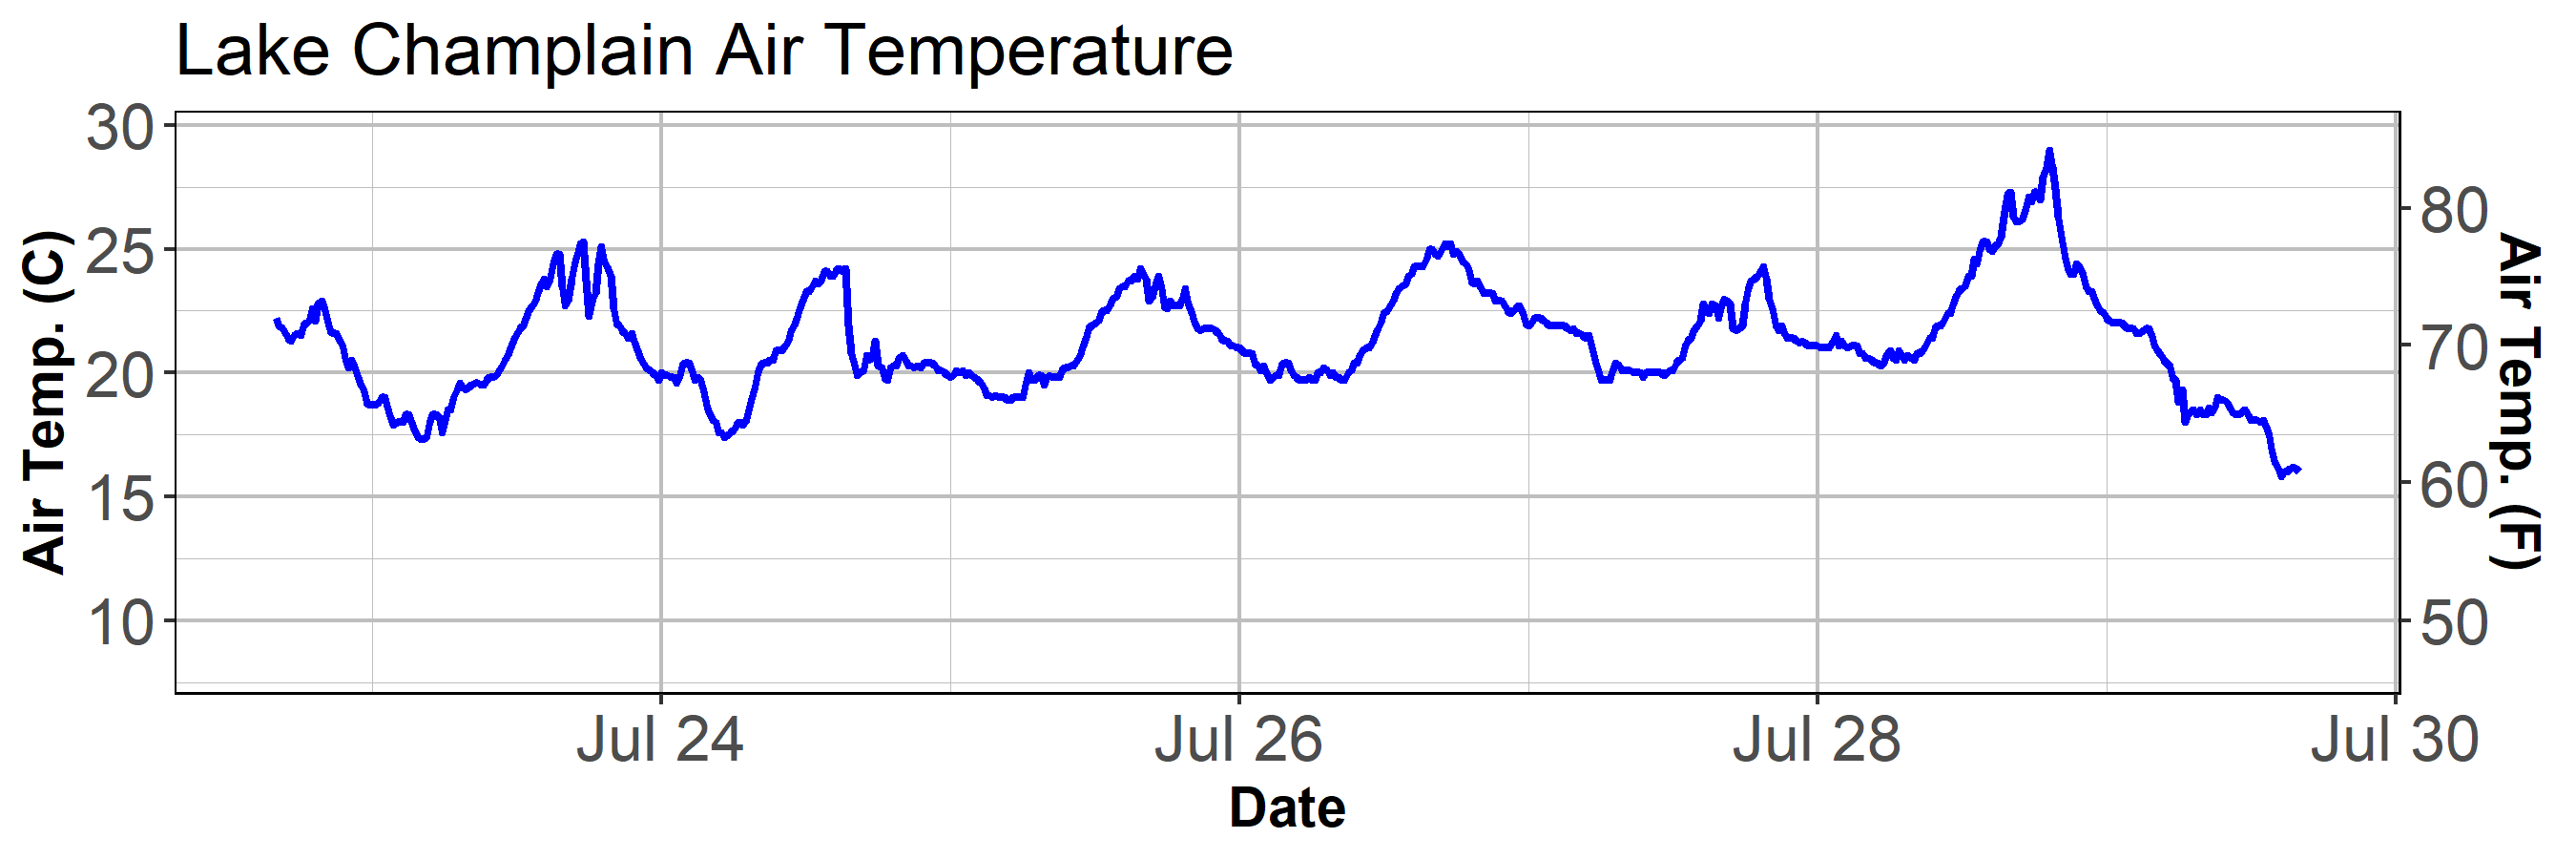 Lake Champlain Air Temperature
30
25
20
15
10
Air Temp. (C)
80
70
60
50
Air Temp. (F)
Jul 24 Jul 26 Jul 28 Jul 30
Date